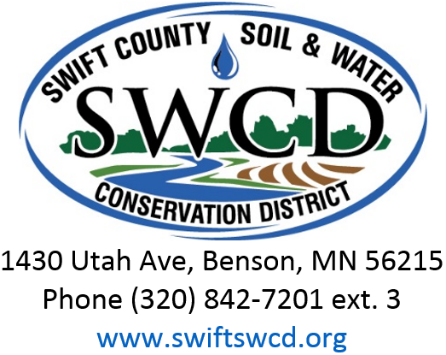 SWIFT COUNTY SOIL & WATER
SWCD
CONSERVATION DISTRICT
1430 Utah Ave, Benson, MN 56215
Phone (320) 842-7201 ext. 3
www.swiftswcd.org